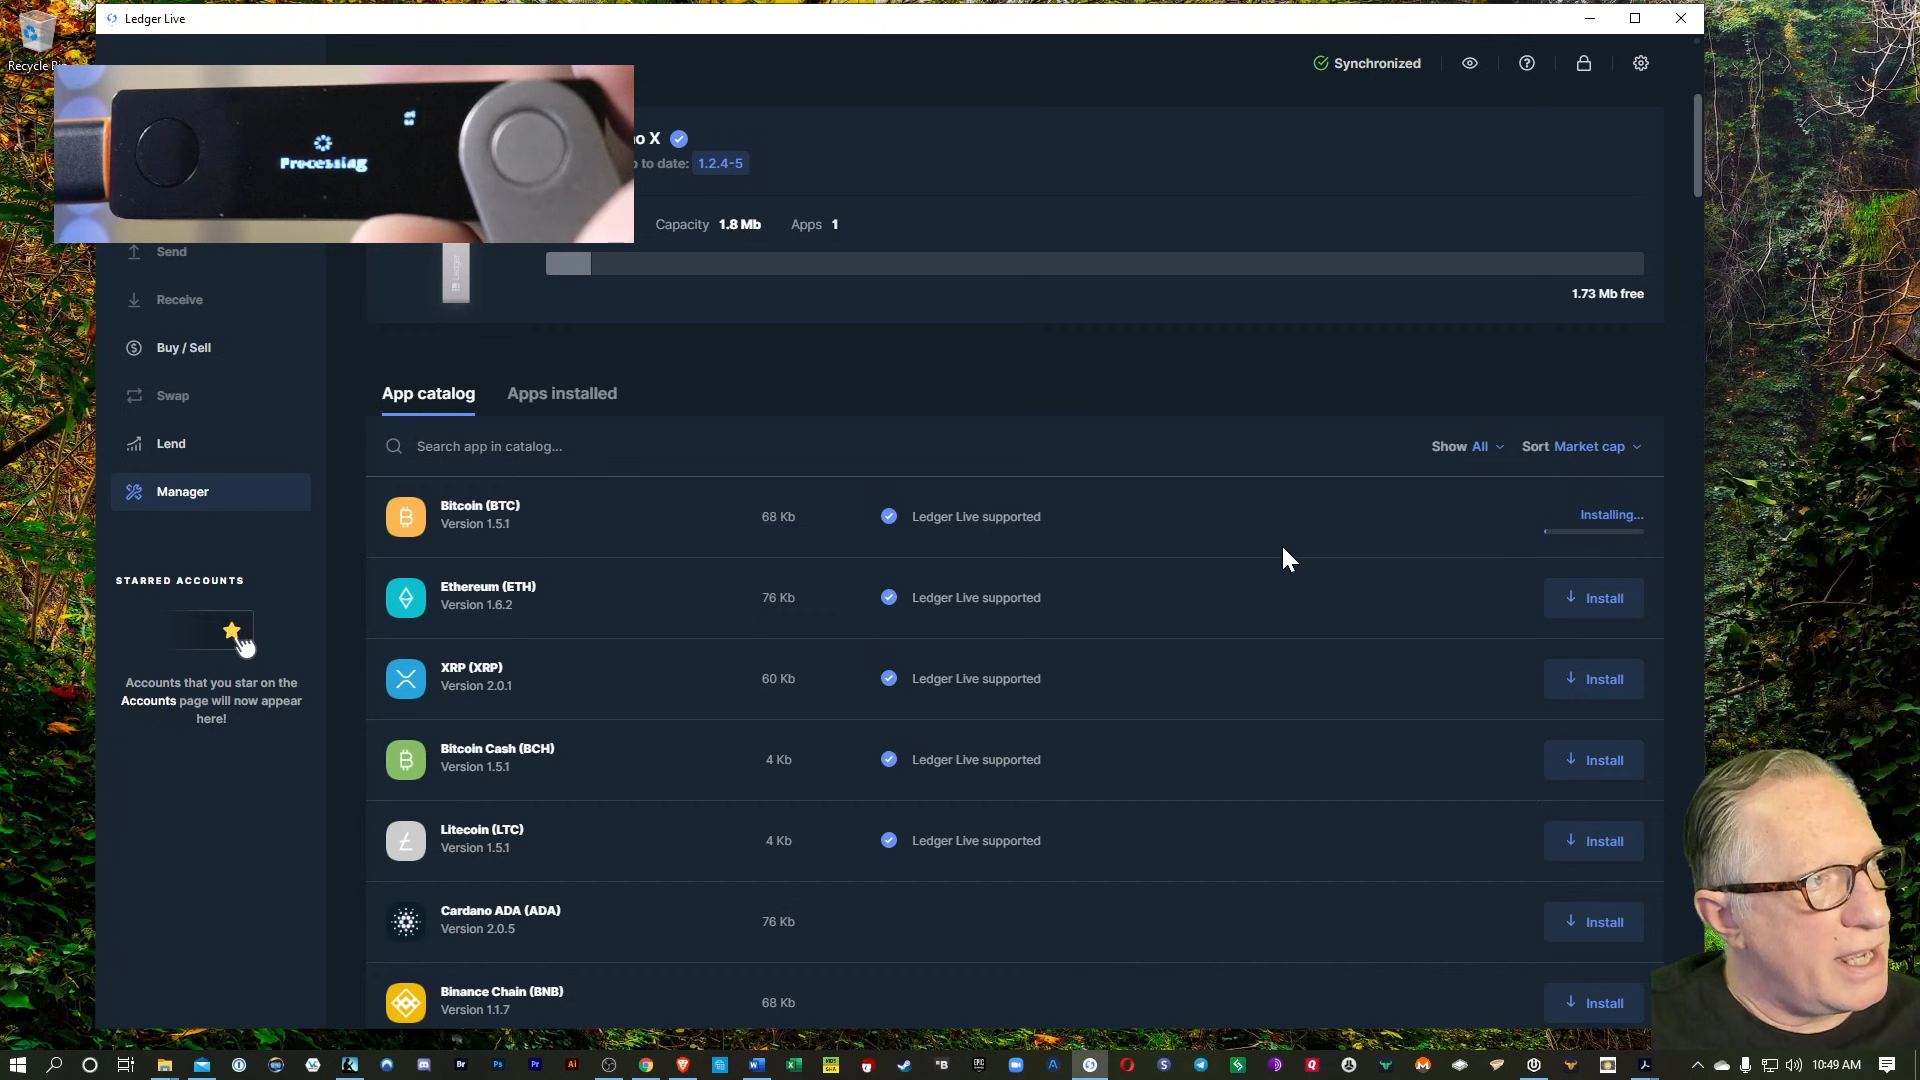 Ledger Live
Recycle Bin
Synchronized
Processing
no X
p to date: 1.2.4-5
Capacity 1.8 Mb Apps 1
Ledger
1.73 Mb free
Send
Receive
Buy / Sell
Swap
Lend
Manager
STARRED ACCOUNTS
Accounts that you star on the
Accounts page will now appear
here!
App catalog Apps installed
Search app in catalog... Show All Sort Market cap
Bitcoin (BTC)
Version 1.5.1
68 Kb Ledger Live supported Installing...
Ethereum (ETH)
Version 1.6.2
76 Kb Ledger Live supported Install
XRP (XRP)
Version 2.0.1
60 Kb Ledger Live supported Install
Bitcoin Cash (BCH)
Version 1.5.1
4 Kb Ledger Live supported Install
Litecoin (LTC)
Version 1.5.1
4 Kb Ledger Live supported Install
Cardano ADA (ADA)
Version 2.0.5
76 Kb Install
Binance Chain (BNB)
Version 1.1.7
68 Kb Install
10:49 AM